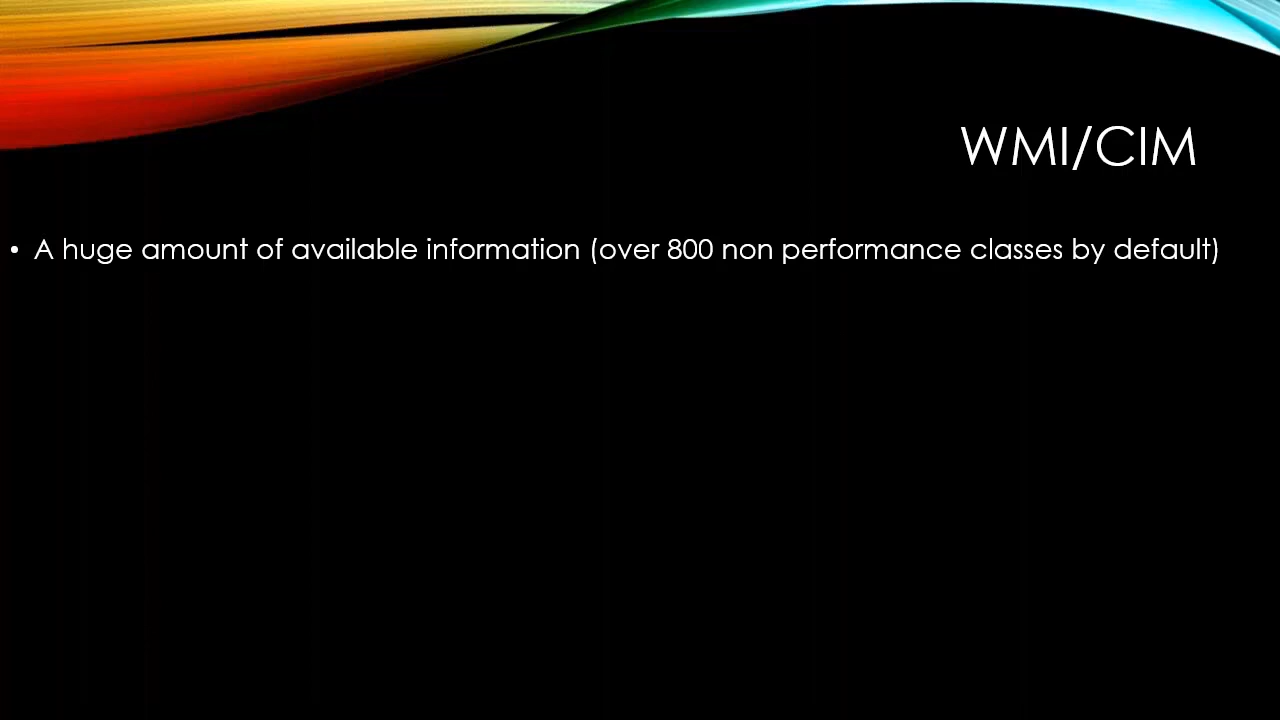 WMI/CIM
• A huge amount of available information (over 800 non performance classes by default)